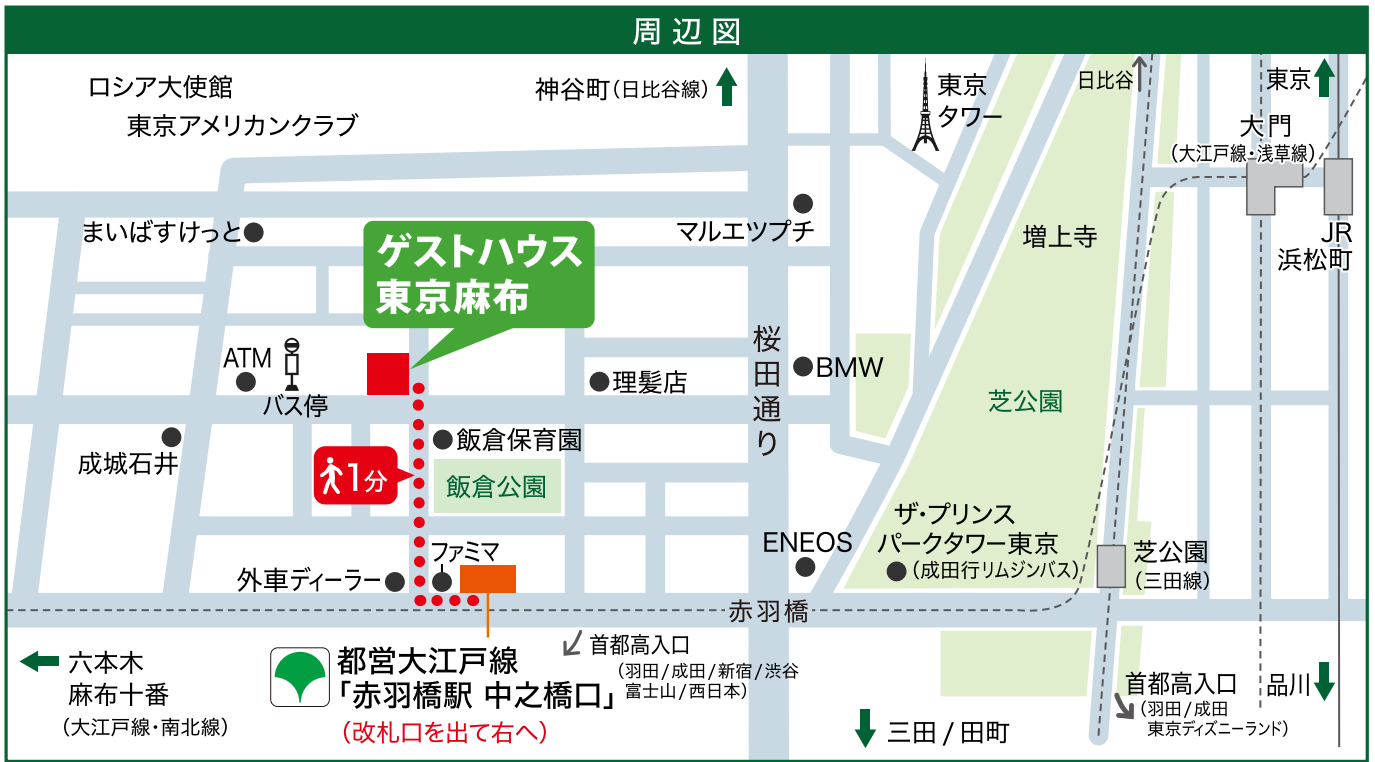 周辺図
ロシア大使館
東京アメリカンクラブ
神谷町(日比谷線)
東京
タワー
日比谷
東京
大門
(大江戸線・浅草線)
まいばすけっと
マルエツプチ
ゲストハウス
東京麻布
増上寺
JR
浜松町
ATM
バス停
理髪店
桜田通り
BMW
芝公園
成城石井
飯倉保育園
1分
飯倉公園
ザ・プリンス
パークタワー東京
(成田行リムジンバス)
ENEOS
芝公園
(三田線)
外車ディーラー
ファミマ
赤羽橋
六本木
麻布十番
(大江戸線・南北線)
都営大江戸線
「赤羽橋駅 中之橋口」
(改札口を出て右へ)
首都高入口
(羽田/成田/新宿/渋谷
富士山/西日本)
三田/田町
首都高入口
(羽田/成田
東京ディズニーランド)
品川